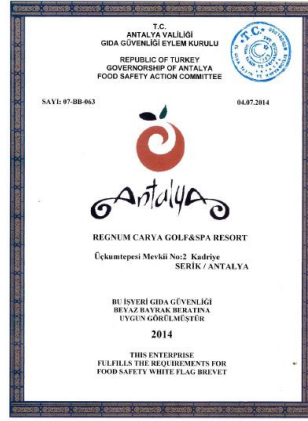 T.C.
ANTALYA VALİLİĞİ
GIDA GÜVENLİĞİ EYLEM KURULU
REPUBLIC OF TURKEY
GOVERNORSHIP OF ANTALYA
FOOD SAFETY ACTION COMMITTEE
T.C.
SAYI: 07-BB-063
04.07.2014
Antalya
REGNUM CARYA GOLF&SPA RESORT
Üçkumtepesi Mevkii No:2 Kadriye
SERİK / ANTALYA
BU İŞYERİ GIDA GÜVENLİĞİ
BEYAZ BAYRAK BERATINA
UYGUN GÖRÜLMÜŞTÜR
2014
THIS ENTERPRISE
FULFILLS THE REQUIREMENTS FOR
FOOD SAFETY WHITE FLAG BREVET